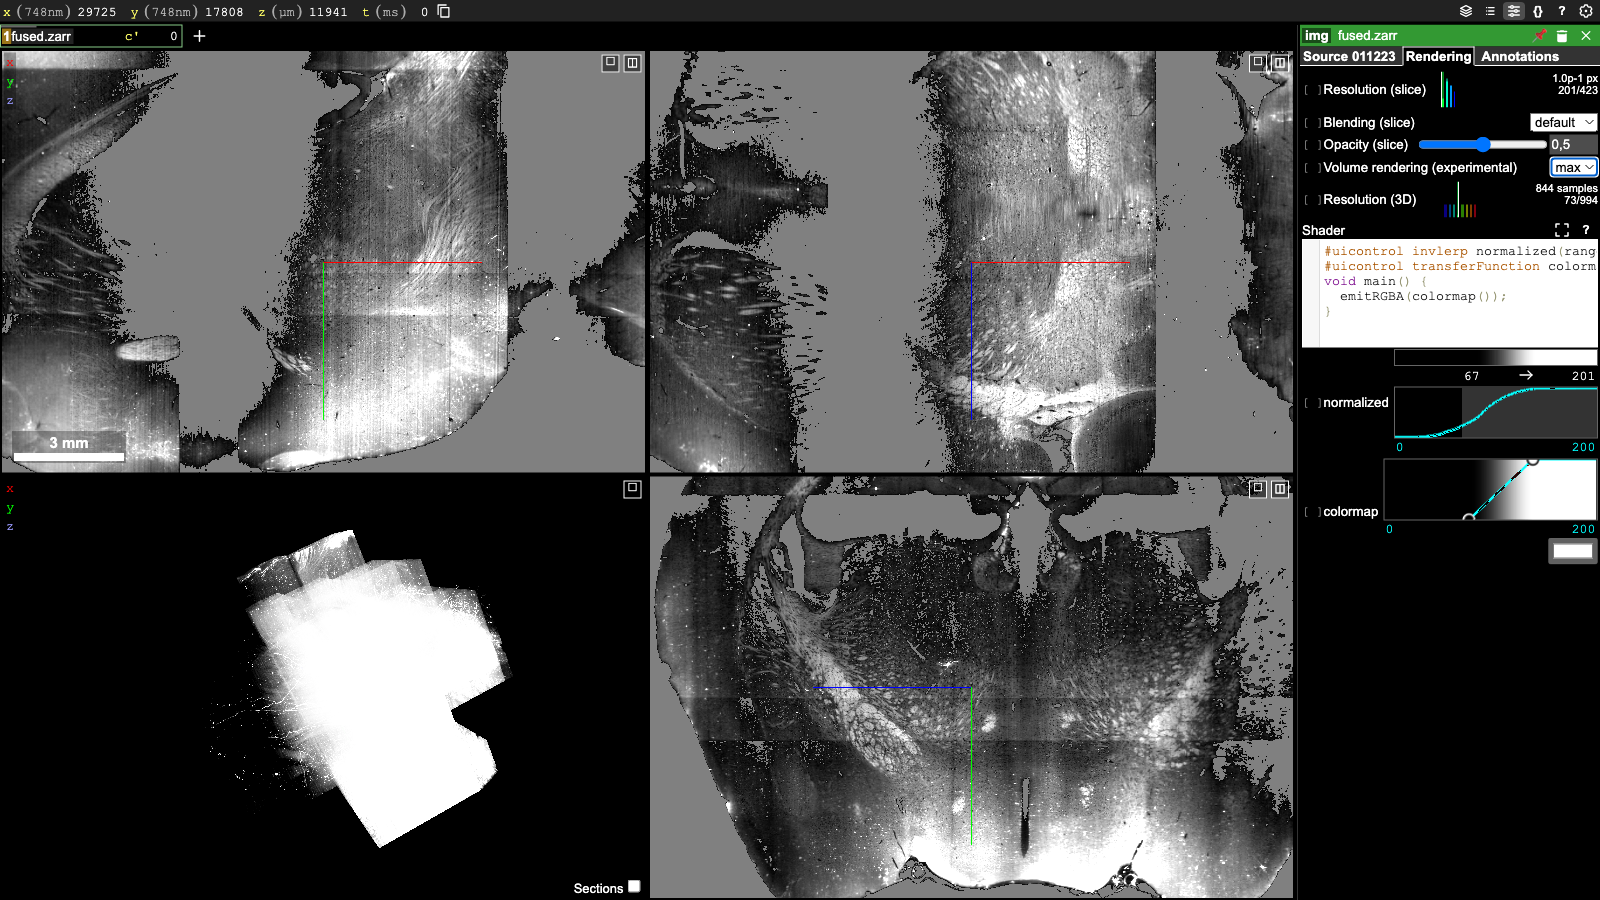 x (748nm) 29725 y (748nm) 17808 z (µm) 11941 t (ms) 0
1 fused.zarr c' 0 +
x
y
z
3 mm
x
y
z
Sections
img fused.zarr
Source 011223 Rendering Annotations
[ ] Resolution (slice) 1.0p-1 px
201/423
[ ] Blending (slice) default
[ ] Opacity (slice) 0,5
[ ] Volume rendering (experimental) max
[ ] Resolution (3D) 844 samples
73/994
Shader ?
#uicontrol invlerp normalized(rang
#uicontrol transferFunction colorm
void main() {
emitRGBA(colormap());
}
67 → 201
[ ] normalized
0 200
[ ] colormap
0 200